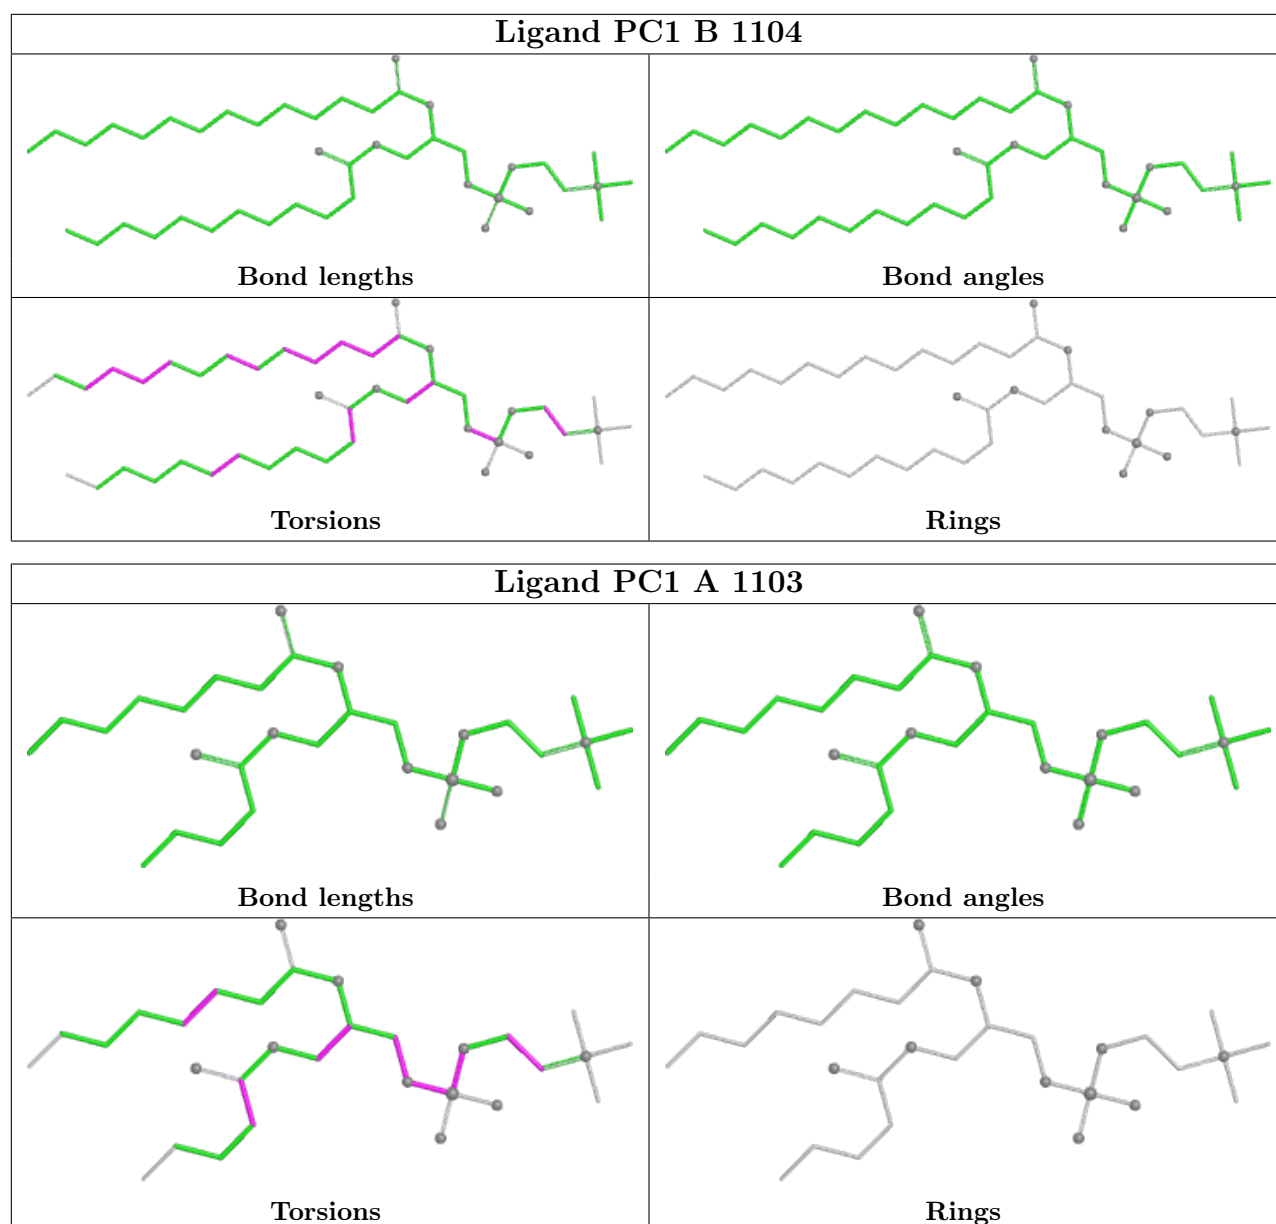 Ligand PC1 B 1104
Bond lengths
Bond angles
Torsions
Rings
Ligand PC1 A 1103
Bond lengths
Bond angles
Torsions
Rings